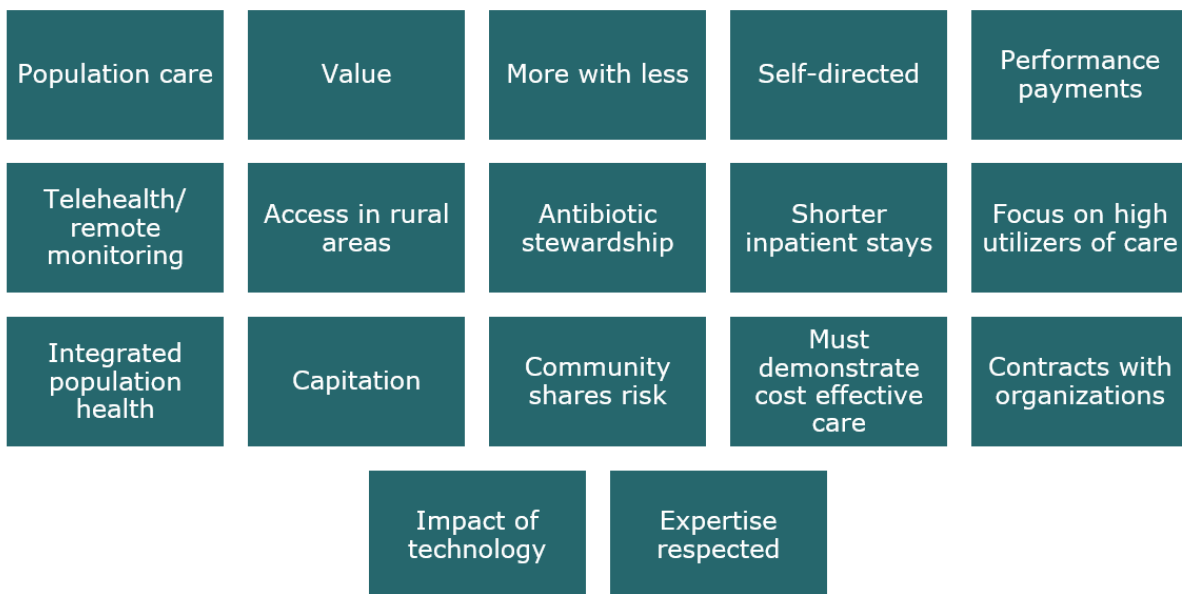 Population care
Value
More with less
Self-directed
Performance
payments
Telehealth/
remote
monitoring
Access in rural
areas
Antibiotic
stewardship
Shorter
inpatient stays
Focus on high
utilizers of care
Integrated
population
health
Capitation
Community
shares risk
Must
demonstrate
cost effective
care
Contracts with
organizations
Impact of
technology
Expertise
respected